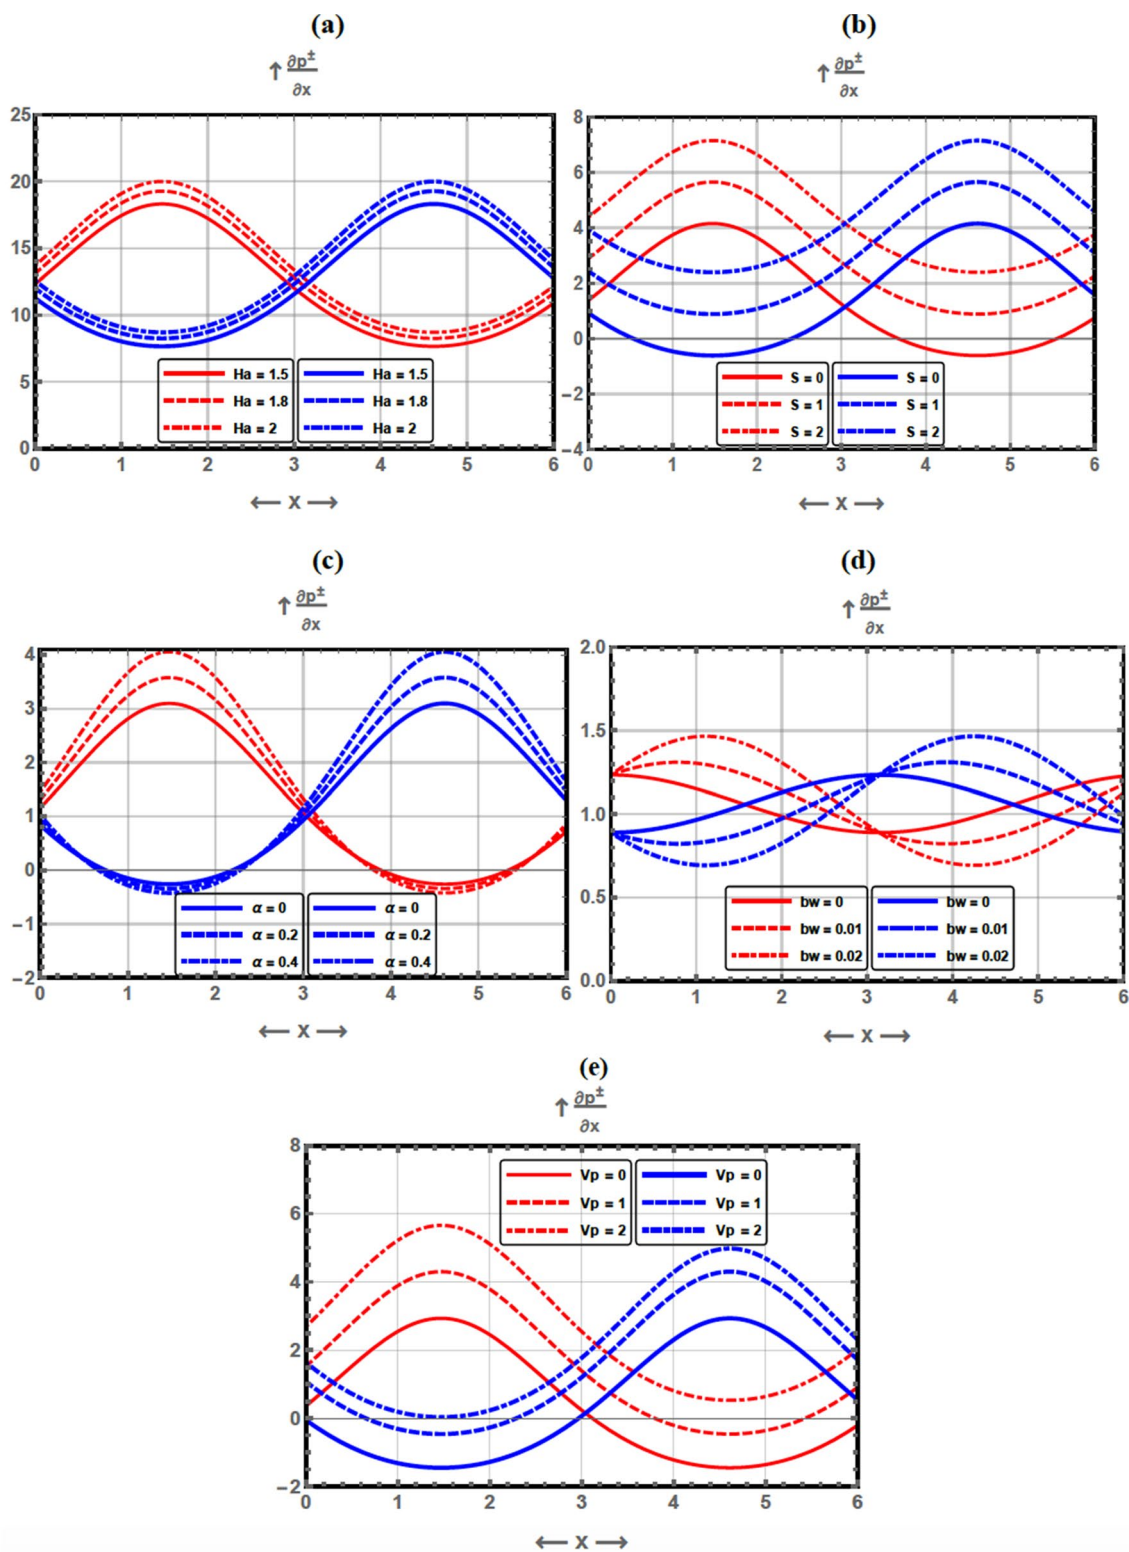 (a)
↑ ∂p±
∂x
25
20
15
10
5
0
0 1 2 3 4 5 6
Ha = 1.5 Ha = 1.5
Ha = 1.8 Ha = 1.8
Ha = 2 Ha = 2
← x →
(b)
↑ ∂p±
∂x
8
6
4
2
0
−2
−4
0 1 2 3 4 5 6
S = 0 S = 0
S = 1 S = 1
S = 2 S = 2
← x →
(c)
↑ ∂p±
∂x
4
3
2
1
0
−1
−2
0 1 2 3 4 5 6
α = 0 α = 0
α = 0.2 α = 0.2
α = 0.4 α = 0.4
← x →
(d)
↑ ∂p±
∂x
2.0
1.5
1.0
0.5
0.0
0 1 2 3 4 5 6
bw = 0 bw = 0
bw = 0.01 bw = 0.01
bw = 0.02 bw = 0.02
← x →
(e)
↑ ∂p±
∂x
8
6
4
2
0
−2
0 1 2 3 4 5 6
Vp = 0 Vp = 0
Vp = 1 Vp = 1
Vp = 2 Vp = 2
← x →